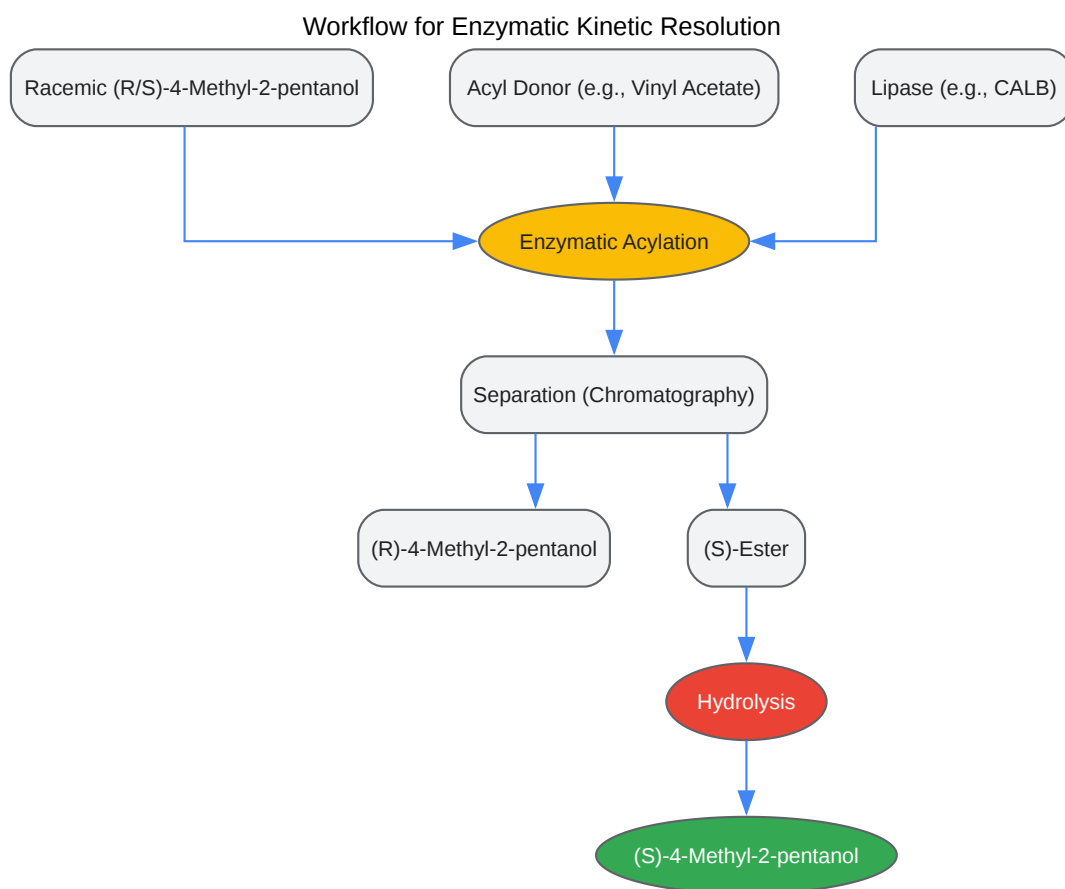 Workflow for Enzymatic Kinetic Resolution
Racemic (R/S)-4-Methyl-2-pentanol
Acyl Donor (e.g., Vinyl Acetate)
Lipase (e.g., CALB)
Enzymatic Acylation
Separation (Chromatography)
(R)-4-Methyl-2-pentanol
(S)-Ester
Hydrolysis
(S)-4-Methyl-2-pentanol